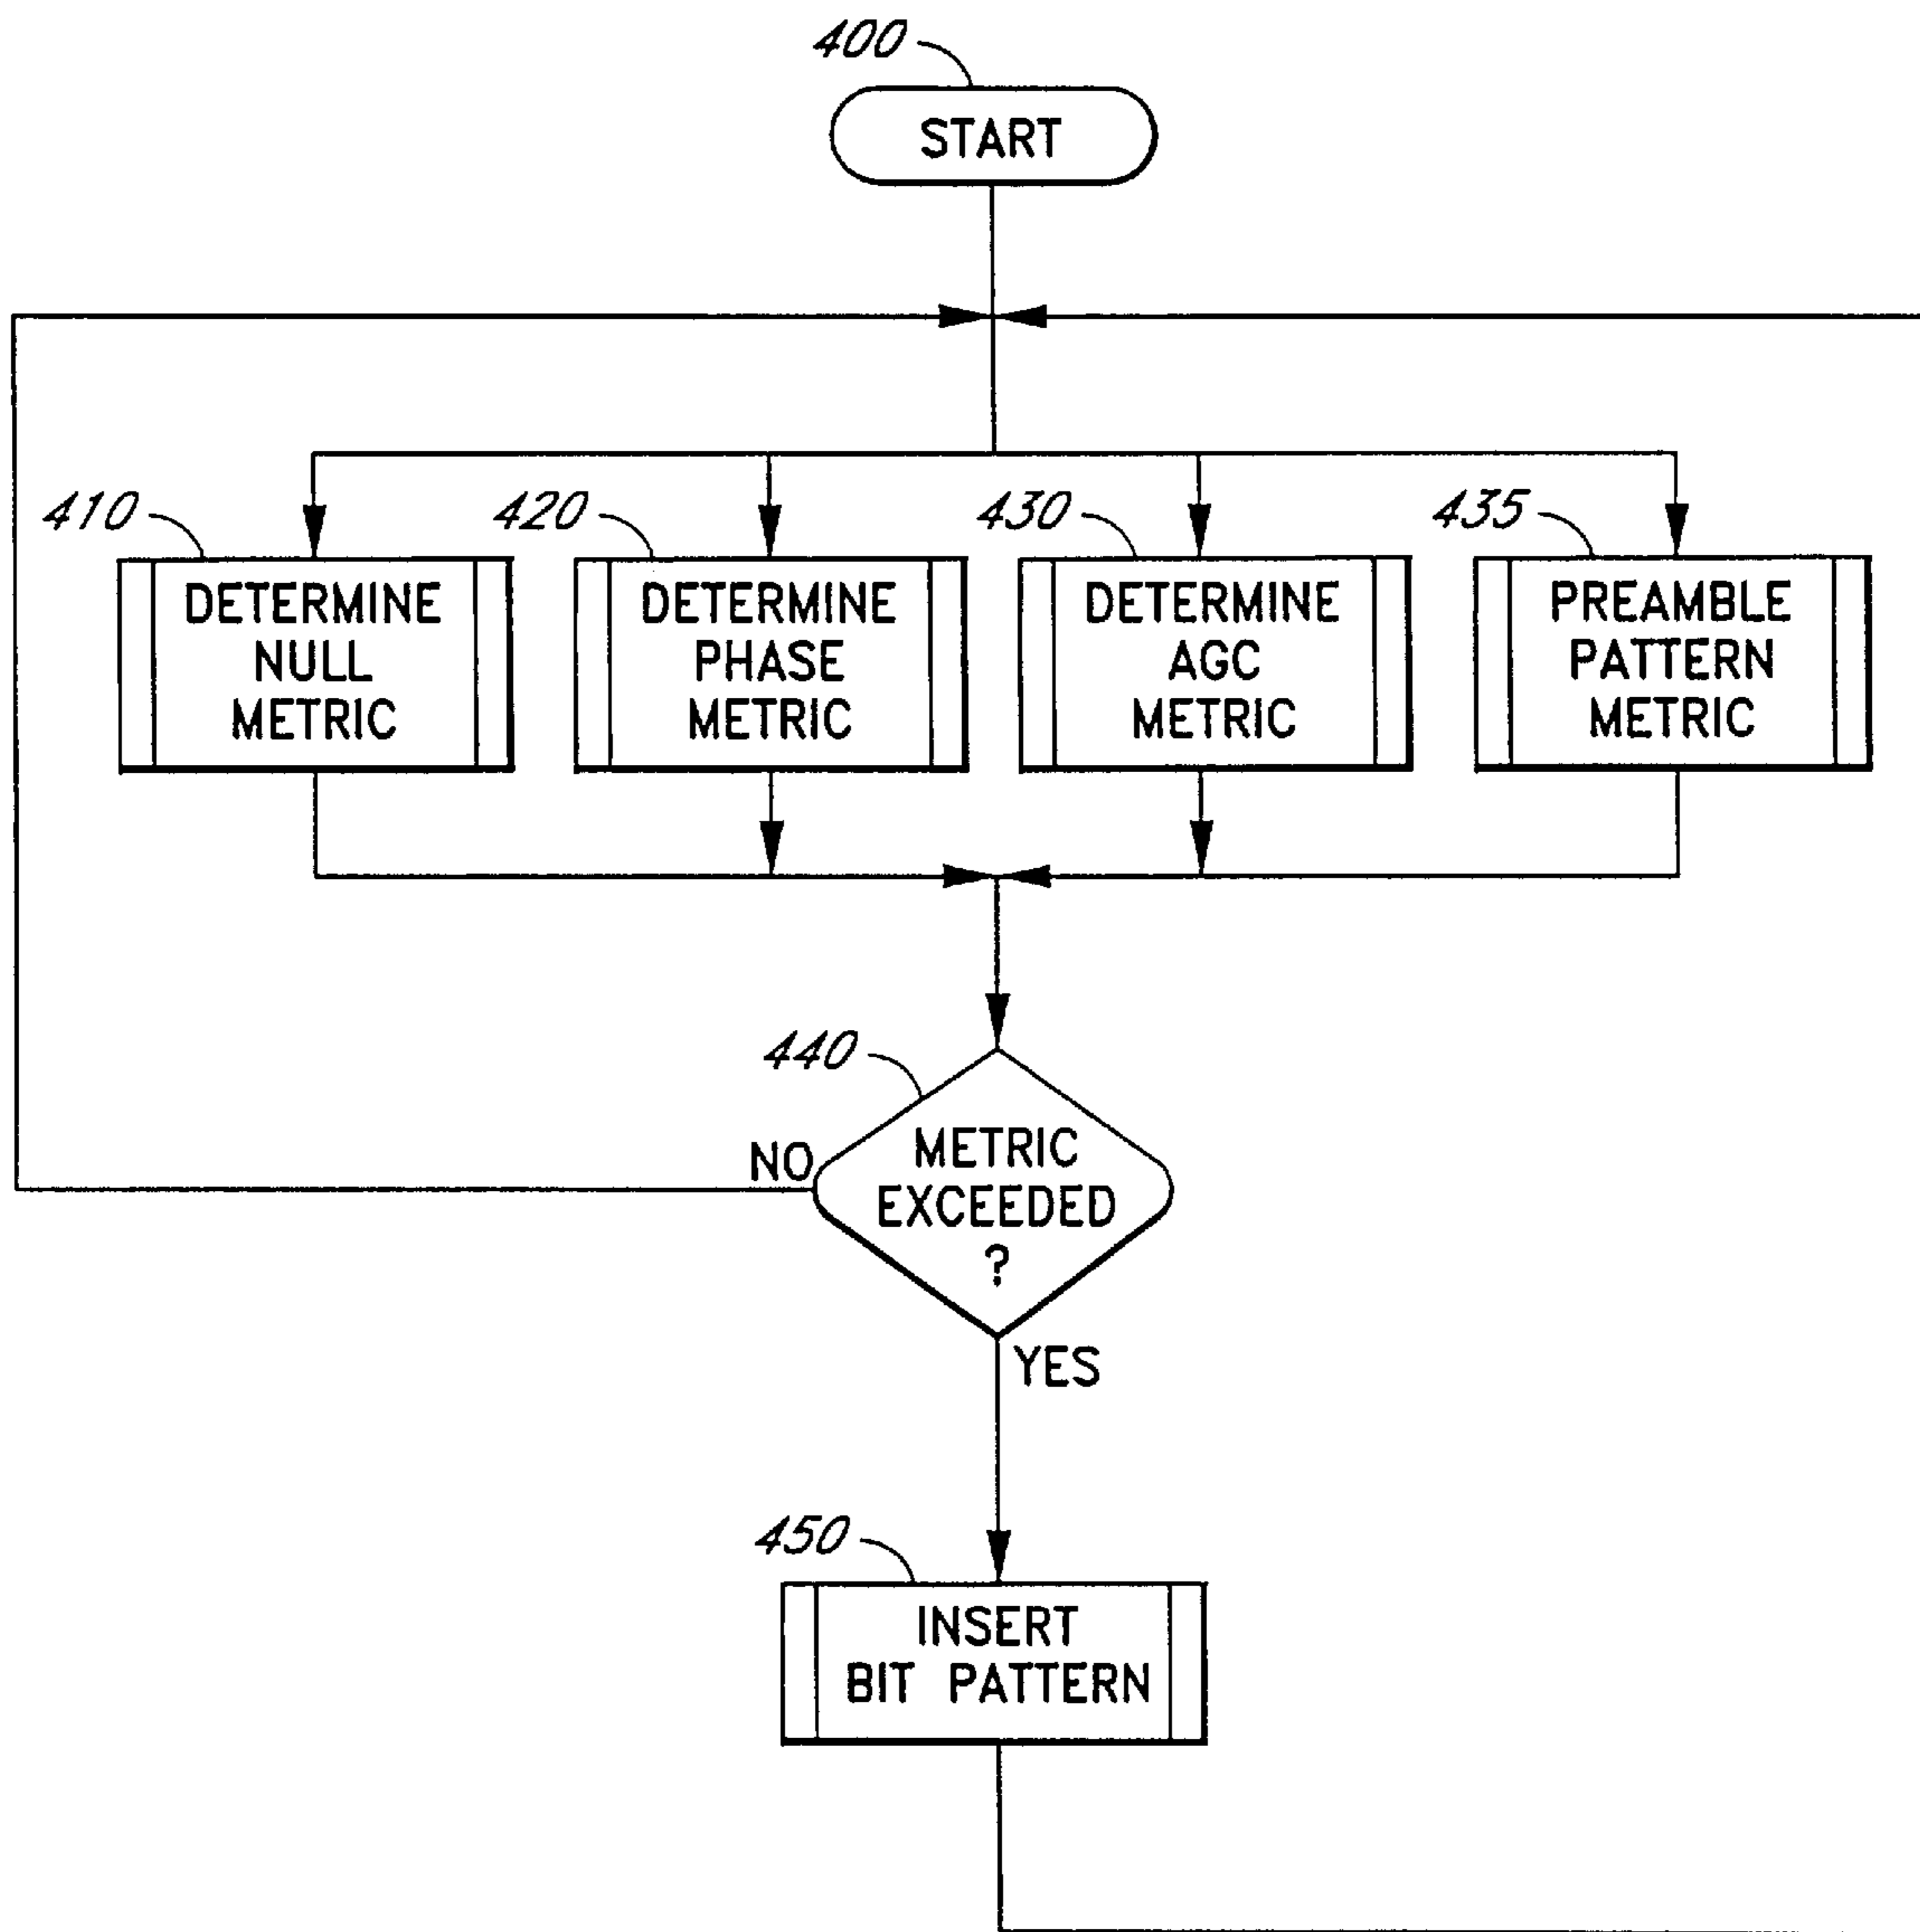 400
START
410
DETERMINE
NULL
METRIC
420
DETERMINE
PHASE
METRIC
430
DETERMINE
AGC
METRIC
435
PREAMBLE
PATTERN
METRIC
440
METRIC
EXCEEDED
?
NO
YES
450
INSERT
BIT PATTERN